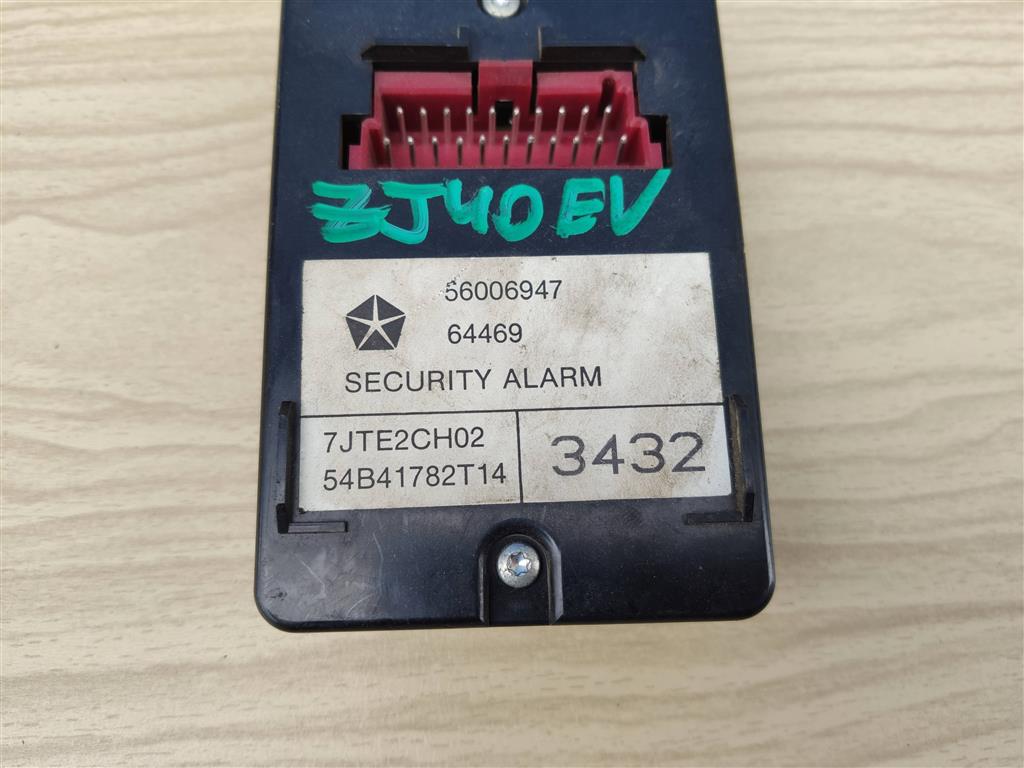 ZJ40EV
56006947
64469
SECURITY ALARM
7JTE2CH02
54B41782T14
3432